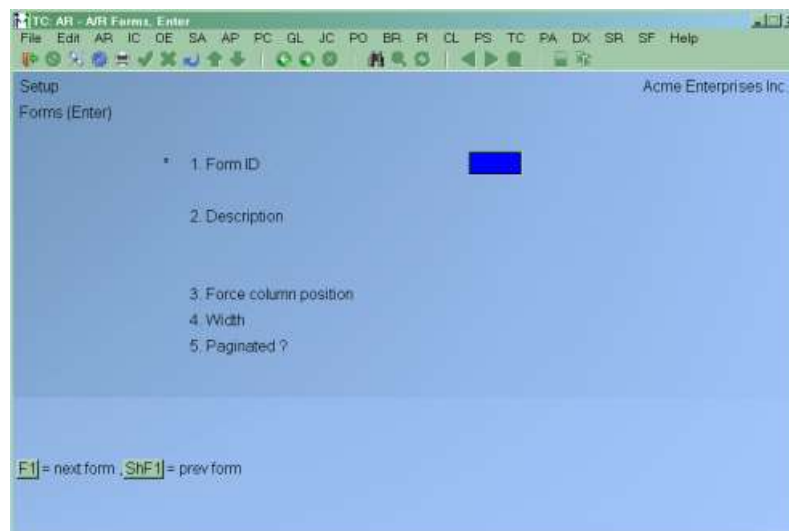 TC: AR - A/R Forms, Enter
File Edit AR IC OE SA AP PC GL JC PO BR PI CL PS TC PA DX SR SF Help
Setup Acme Enterprises Inc.
Forms (Enter)
* 1. Form ID
2. Description
3. Force column position
4. Width
5. Paginated ?
F1 = next form , ShF1 = prev form